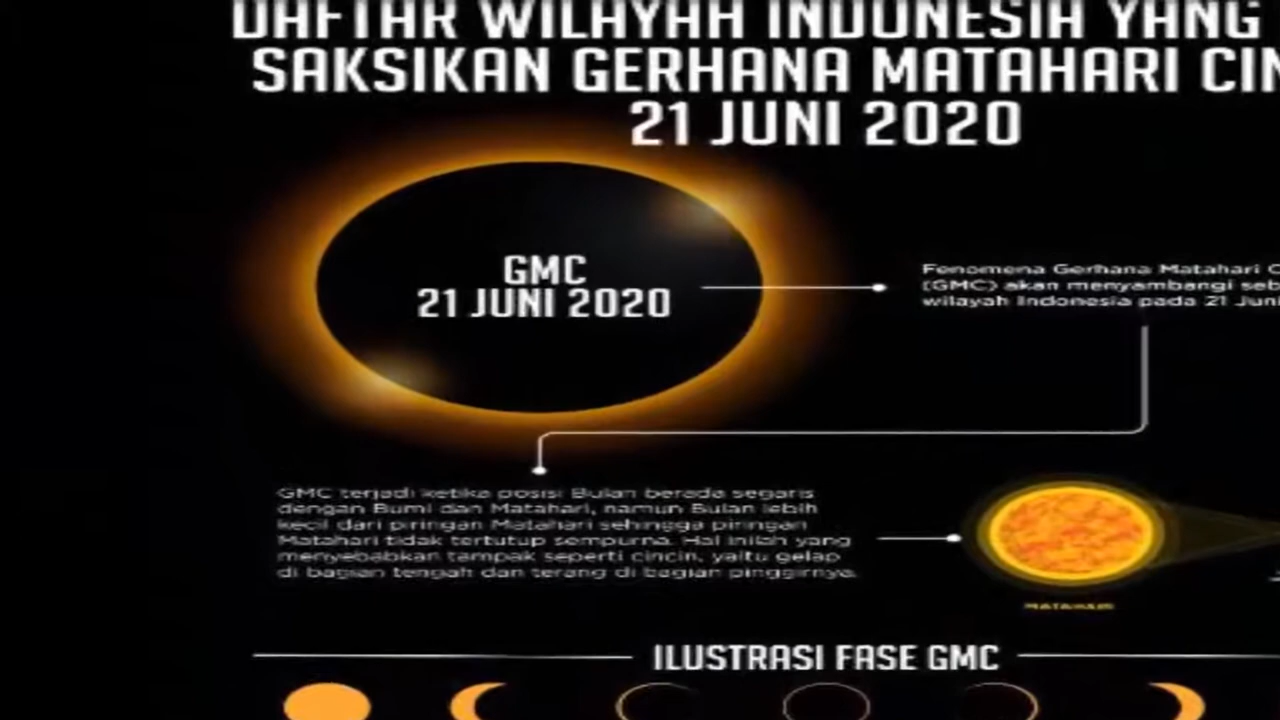 DAFTAR WILAYAH INDONESIA YANG
SAKSIKAN GERHANA MATAHARI CIN
21 JUNI 2020
GMC
21 JUNI 2020
Fenomena Gerhana Matahari C
(GMC) akan menyambangi seb
wilayah Indonesia pada 21 Juni
GMC terjadi ketika posisi Bulan berada segaris
dengan Bumi dan Matahari, namun Bulan lebih
kecil dari piringan Matahari sehingga piringan
Matahari tidak tertutup sempurna. Hal inilah yang
menyebabkan tampak seperti cincin, yaitu gelap
di bagian tengah dan terang di bagian pinggirnya.
MATAHARI
ILUSTRASI FASE GMC